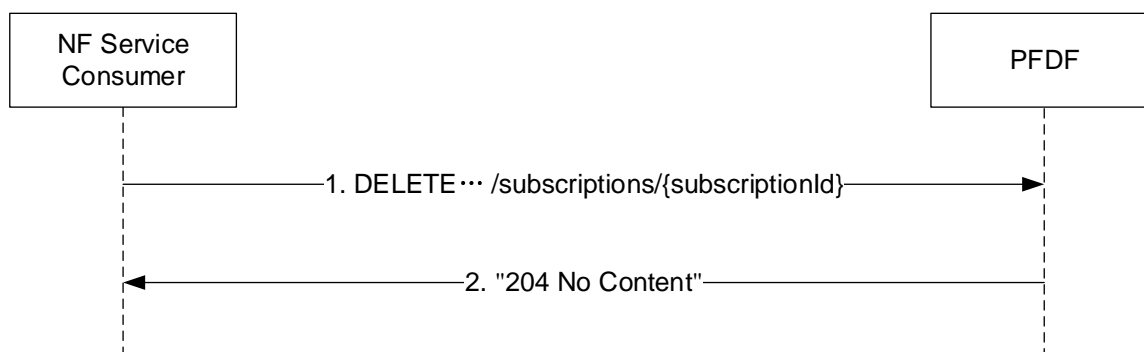 NF Service
Consumer
PFDF
1. DELETE⋯ /subscriptions/{subscriptionId}
2. "204 No Content"